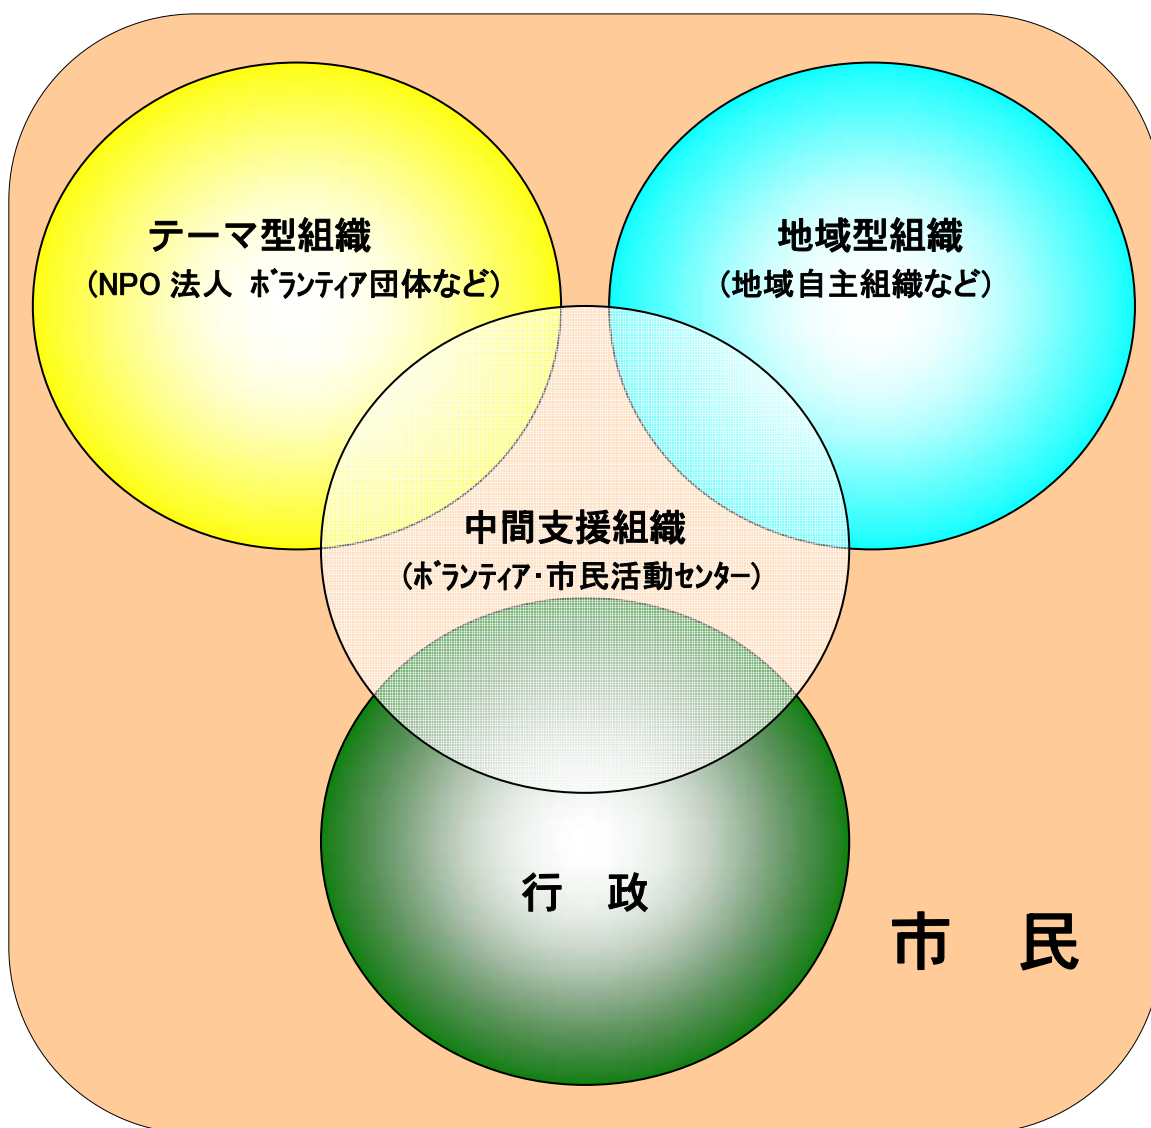 テーマ型組織
（NPO 法人 ﾎﾞﾗﾝﾃｨｱ団体など）
地域型組織
（地域自主組織など）
中間支援組織
（ﾎﾞﾗﾝﾃｨｱ・市民活動ｾﾝﾀｰ）
行　政
市　民